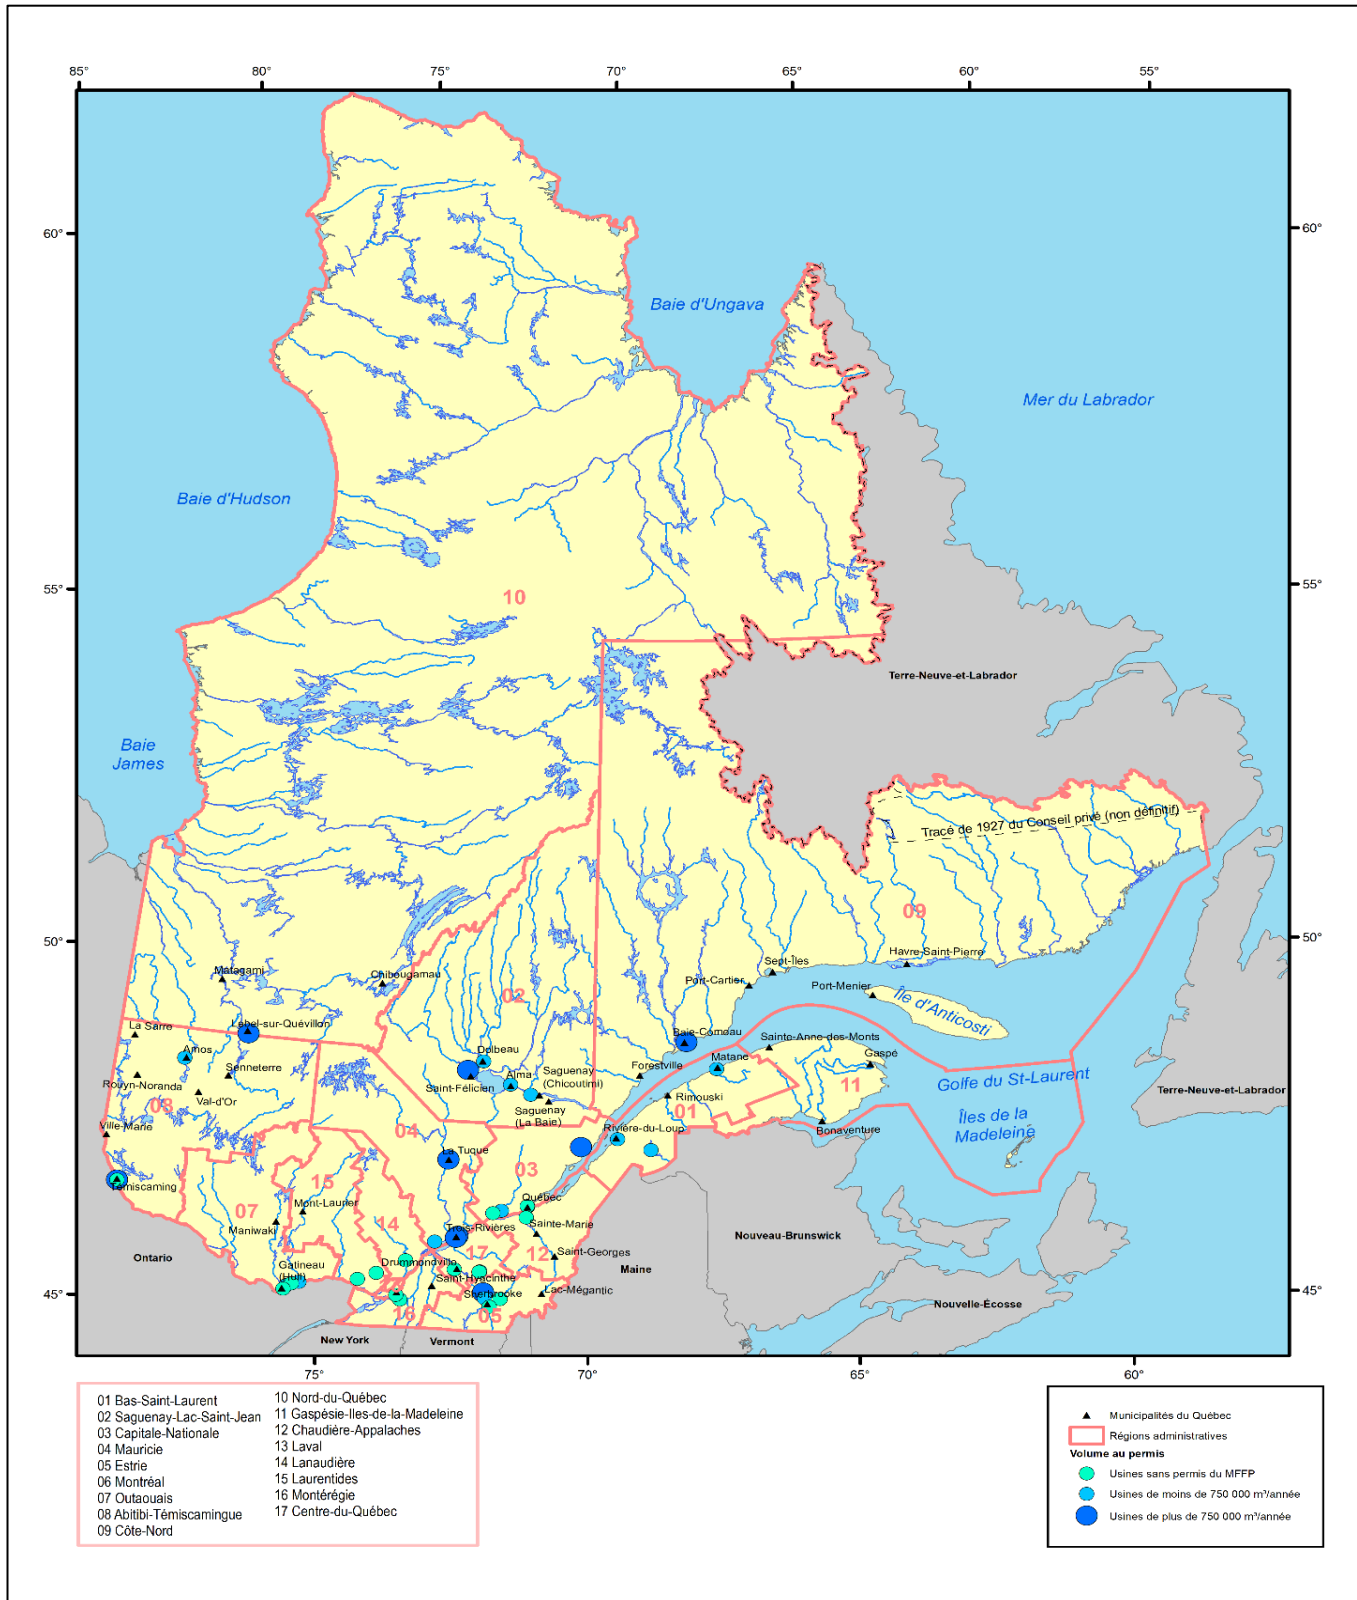 85°
80°
75°
70°
65°
60°
55°
60°
60°
Baie d'Ungava
Mer du Labrador
Baie d'Hudson
55°
55°
10
Terre-Neuve-et-Labrador
Baie
James
Tracé de 1927 du Conseil privé (non définitif)
09
50°
50°
Matagami
Chibougamau
02
Sept-Îles
Havre-Saint-Pierre
Port-Cartier
Port-Menier
Île d'Anticosti
La Sarre
Lebel-sur-Quévillon
Baie-Comeau
Sainte-Anne-des-Monts
Amos
Dolbeau
Matane
Gaspé
Senneterre
Alma
Saguenay
(Chicoutimi)
Forestville
Rouyn-Noranda
Saint-Félicien
11
Golfe du St-Laurent
Terre-Neuve-et-Labrador
Val-d'Or
08
Saguenay
(La Baie)
Rimouski
01
Îles de la
Madeleine
Ville-Marie
04
Rivière-du-Loup
Bonaventure
La Tuque
03
Témiscaming
15
07
Mont-Laurier
Québec
Maniwaki
14
Trois-Rivières
Sainte-Marie
Nouveau-Brunswick
17
12
Saint-Georges
Ontario
Gatineau
(Hull)
Drummondville
Maine
Saint-Hyacinthe
45°
Sherbrooke
Lac-Mégantic
45°
16
05
Nouvelle-Écosse
New York
Vermont
75°
70°
65°
60°
01 Bas-Saint-Laurent
02 Saguenay-Lac-Saint-Jean
03 Capitale-Nationale
04 Mauricie
05 Estrie
06 Montréal
07 Outaouais
08 Abitibi-Témiscamingue
09 Côte-Nord
10 Nord-du-Québec
11 Gaspésie-Iles-de-la-Madeleine
12 Chaudière-Appalaches
13 Laval
14 Lanaudière
15 Laurentides
16 Montérégie
17 Centre-du-Québec
Municipalités du Québec
Régions administratives
Volume au permis
Usines sans permis du MFFP
Usines de moins de 750 000 m³/année
Usines de plus de 750 000 m³/année